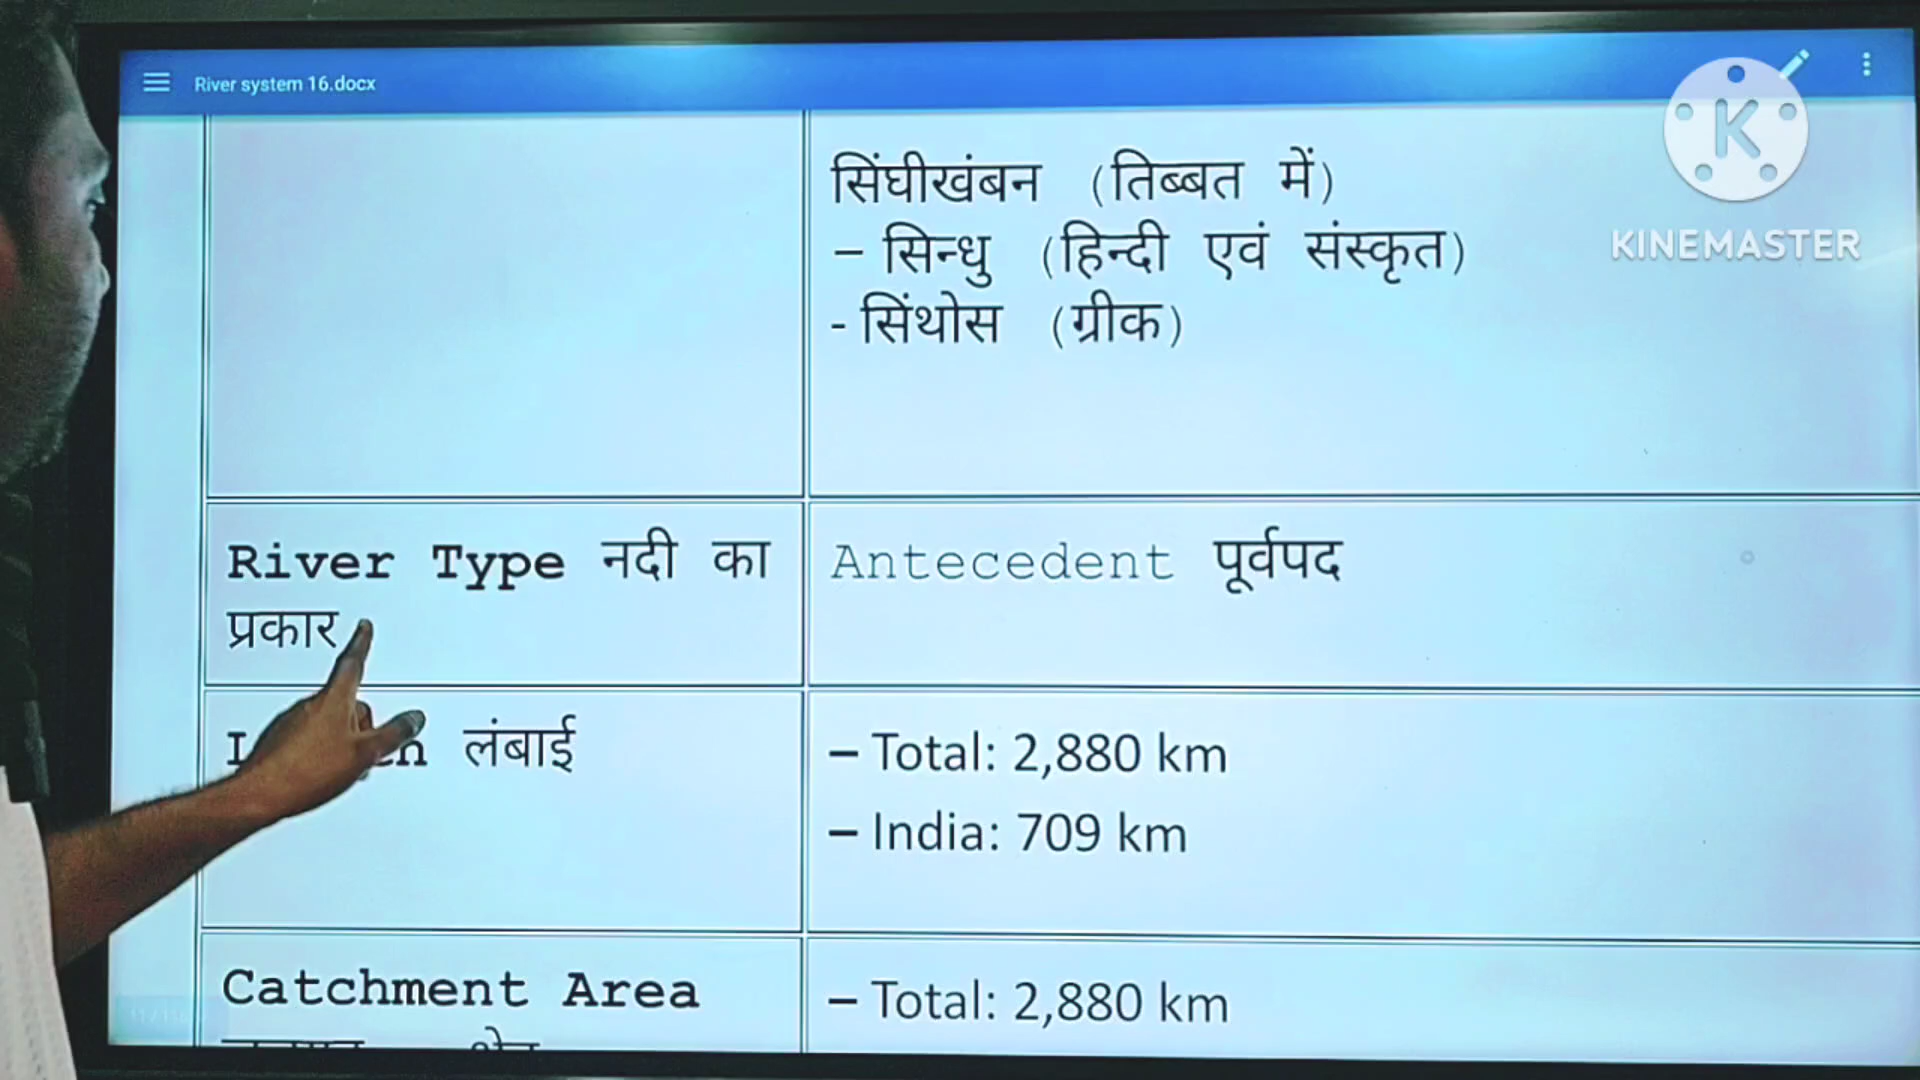 River system 16.docx
K
KINEMASTER
सिंघीखंबन (तिब्बत में)
– सिन्धु (हिन्दी एवं संस्कृत)
- सिंथोस (ग्रीक)
River Type नदी का
प्रकार
Antecedent पूर्वपद
लंबाई
– Total: 2,880 km
– India: 709 km
Catchment Area
– Total: 2,880 km